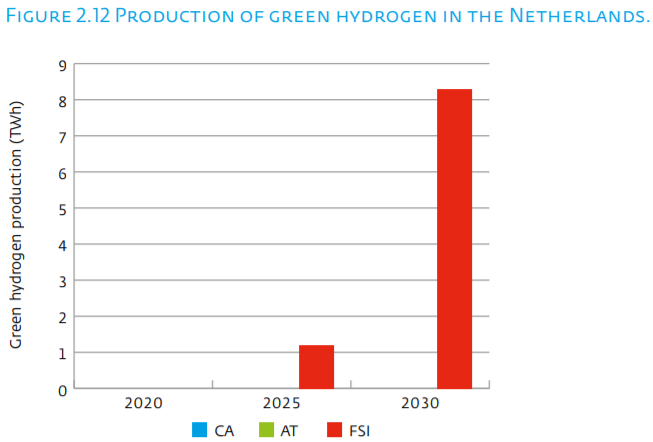 FIGURE 2.12 PRODUCTION OF GREEN HYDROGEN IN THE NETHERLANDS.
Green hydrogen production (TWh)
9
8
7
6
5
4
3
2
1
0
2020 2025 2030
CA AT FSI